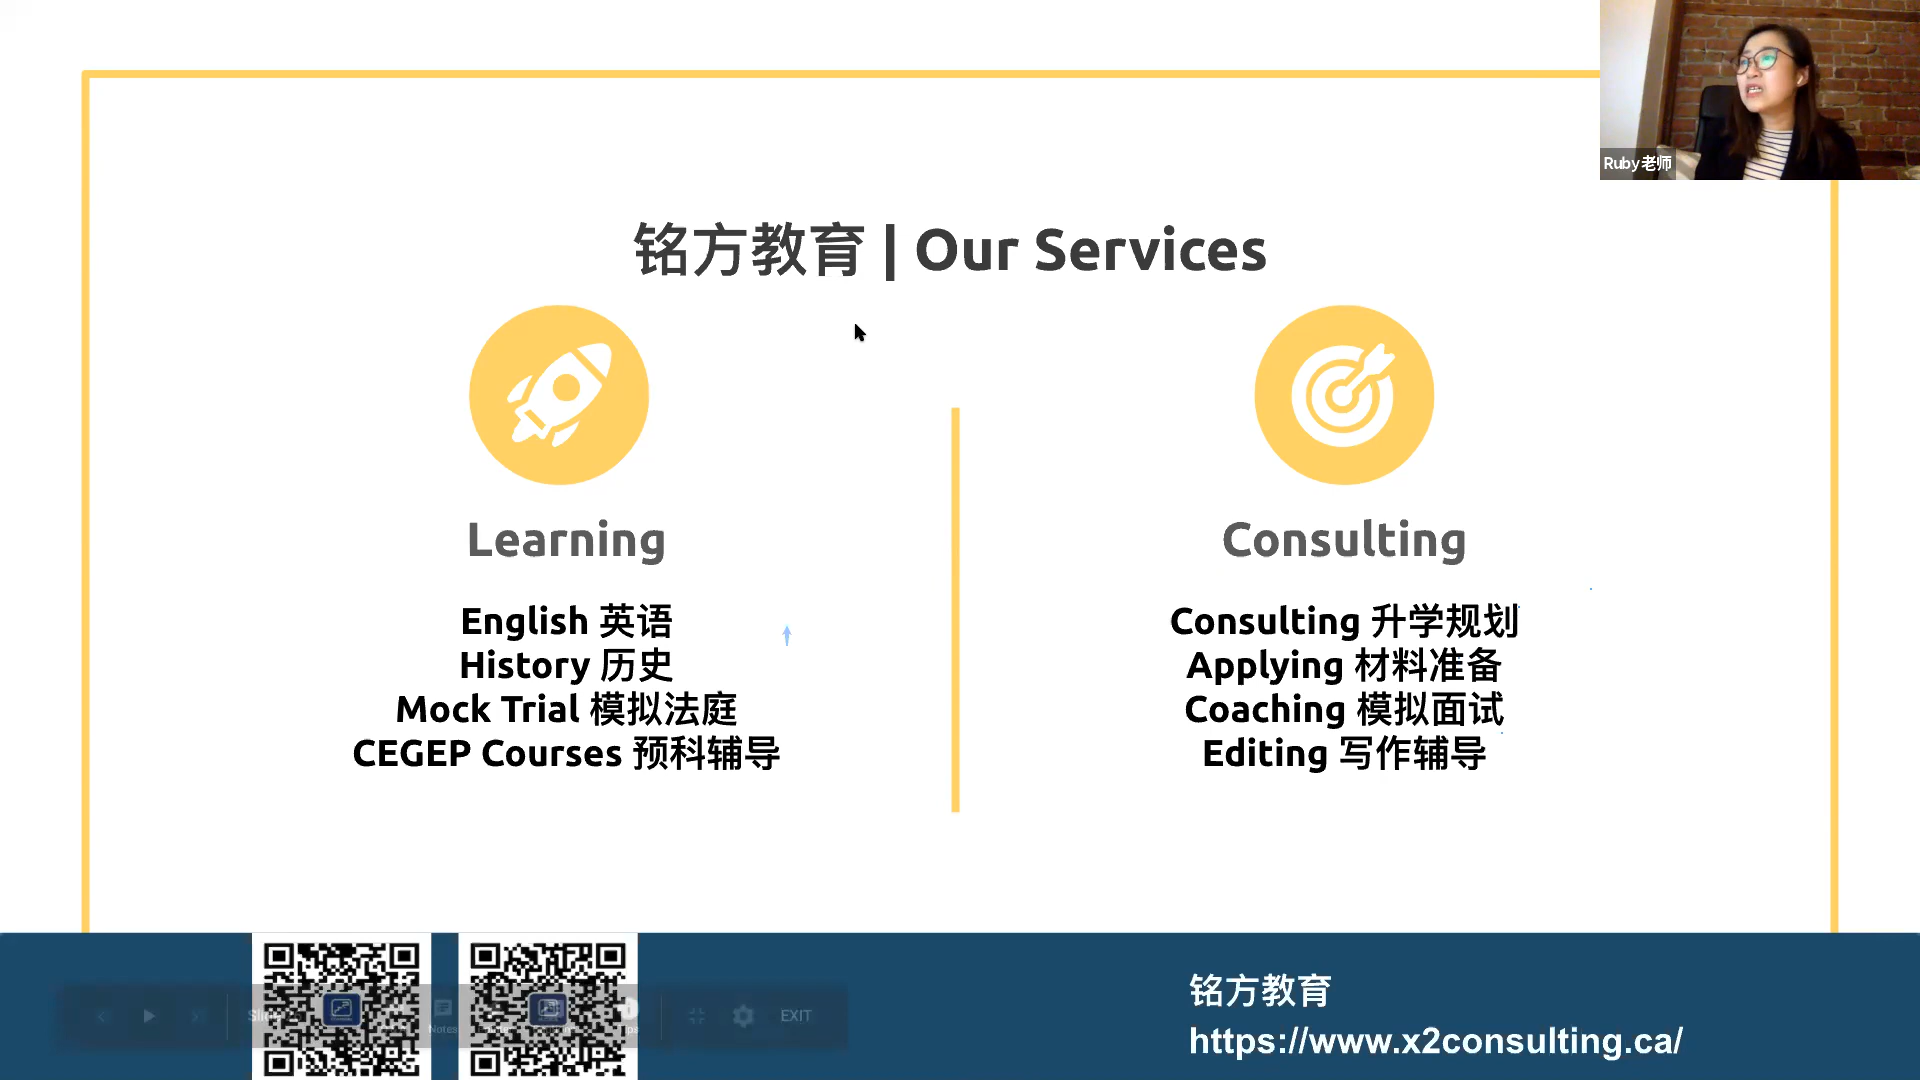 Ruby老师
铭方教育 | Our Services
Learning
English 英语
History 历史
Mock Trial 模拟法庭
CEGEP Courses 预科辅导
Consulting
Consulting 升学规划
Applying 材料准备
Coaching 模拟面试
Editing 写作辅导
Notes
EXIT
铭方教育
https://www.x2consulting.ca/